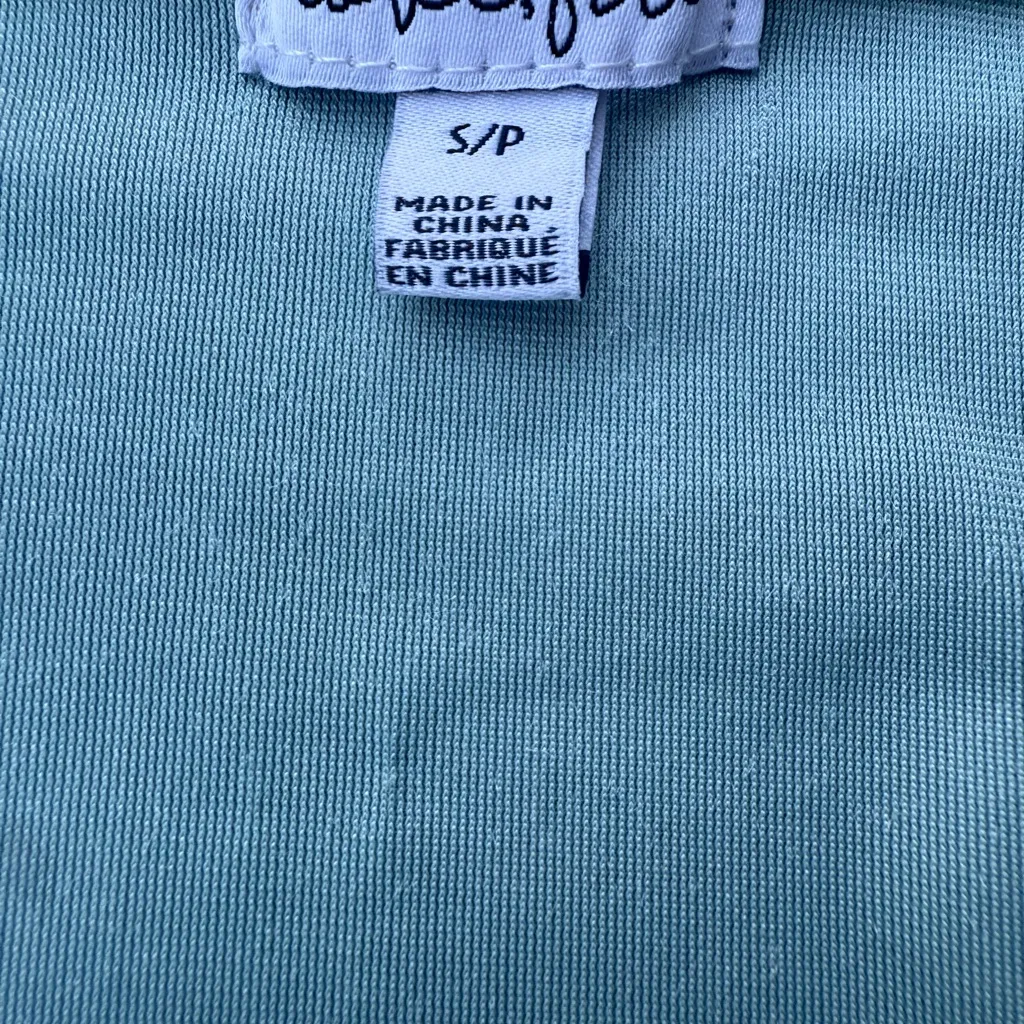 S/P
MADE IN
CHINA
FABRIQUÉ
EN CHINE